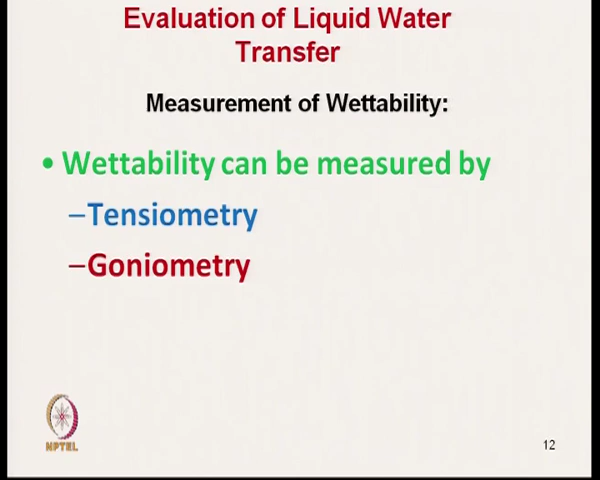 Evaluation of Liquid Water
Transfer
Measurement of Wettability:
• Wettability can be measured by
–Tensiometry
–Goniometry
NPTEL
12